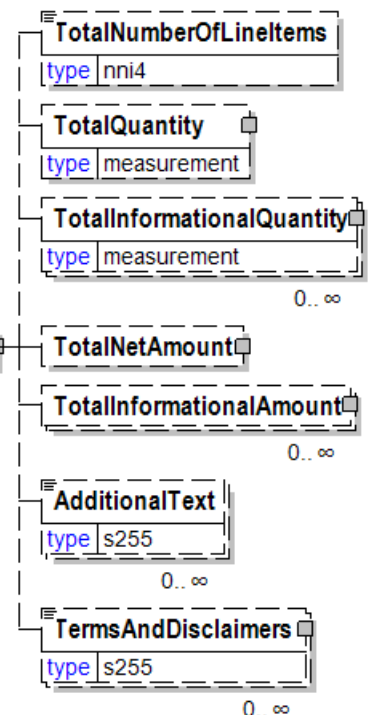 TotalNumberOfLineItems
type nni4
TotalQuantity
type measurement
TotalInformationalQuantity
type measurement
0.. ∞
TotalNetAmount
TotalInformationalAmount
0.. ∞
AdditionalText
type s255
0.. ∞
TermsAndDisclaimers
type s255
0.. ∞